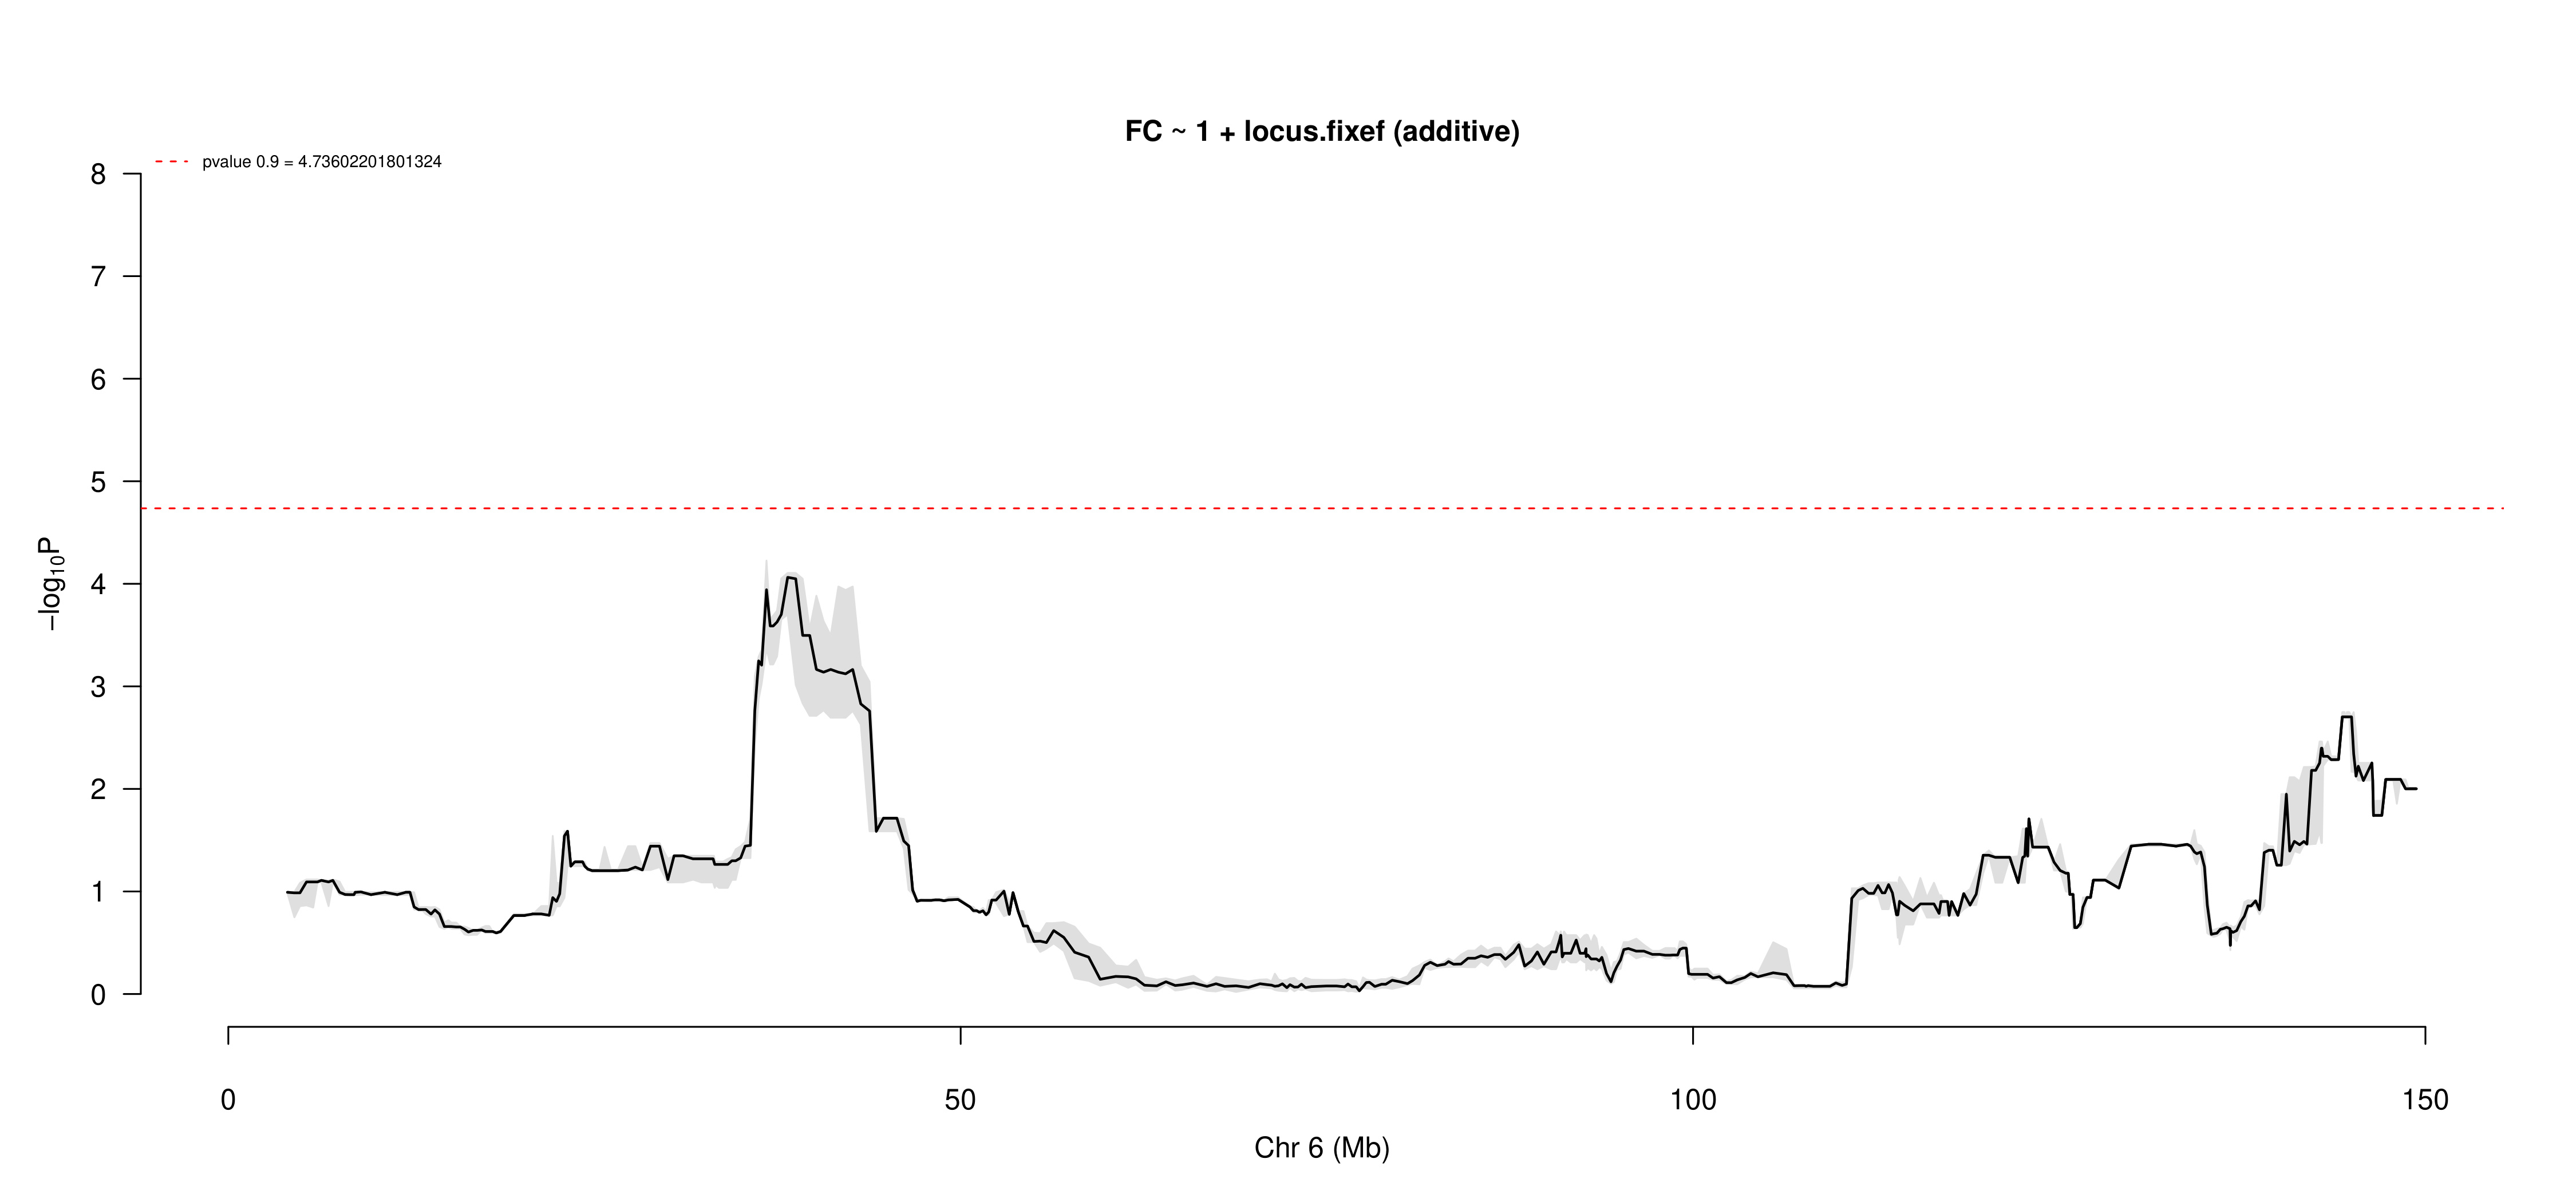 FC ~ 1 + locus.fixef (additive)
pvalue 0.9 = 4.73602201801324
8
7
6
5
4
3
2
1
0
−log10P
0 50 100 150
Chr 6 (Mb)